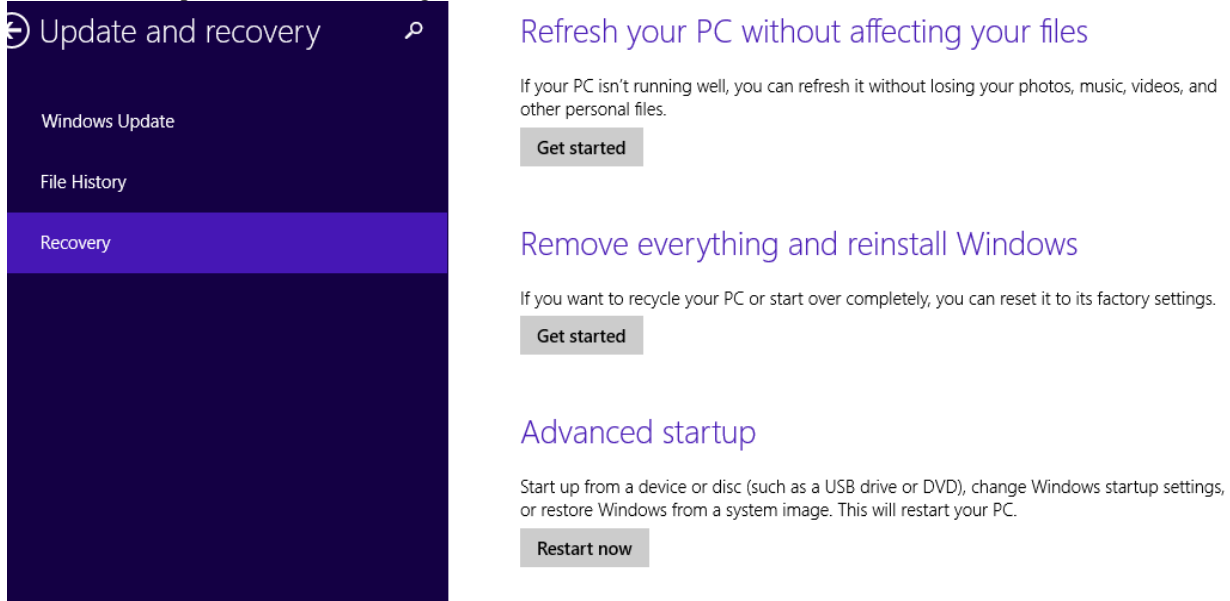 Update and recovery
Windows Update
File History
Recovery
Refresh your PC without affecting your files
If your PC isn't running well, you can refresh it without losing your photos, music, videos, and
other personal files.
Get started
Remove everything and reinstall Windows
If you want to recycle your PC or start over completely, you can reset it to its factory settings.
Get started
Advanced startup
Start up from a device or disc (such as a USB drive or DVD), change Windows startup settings,
or restore Windows from a system image. This will restart your PC.
Restart now